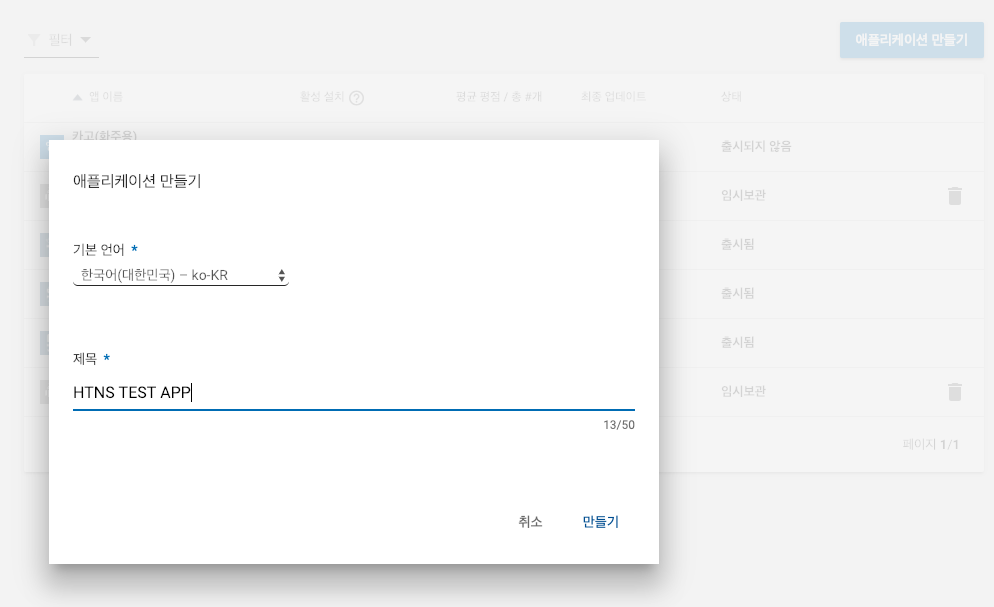 필터
애플리케이션 만들기
앱 이름 활성 설치 ? 평균 평점 / 총 #개 최종 업데이트 상태
카고(화주용)
출시되지 않음
임시보관
출시됨
출시됨
출시됨
임시보관
페이지 1/1
애플리케이션 만들기
기본 언어 *
한국어(대한민국) – ko-KR
제목 *
HTNS TEST APP
13/50
취소 만들기